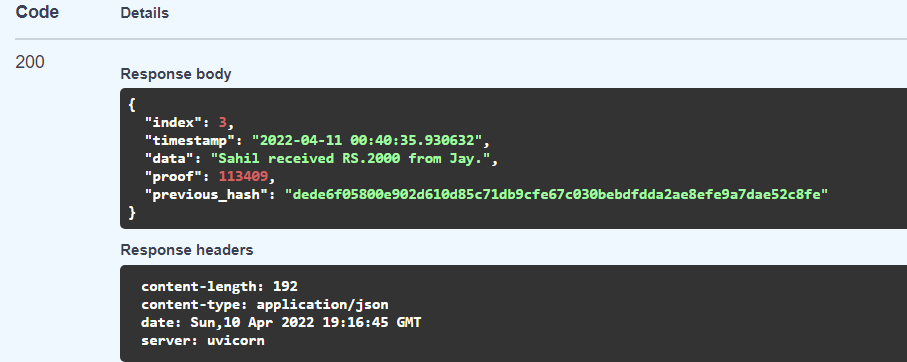 Code Details
200
Response body
{
"index": 3,
"timestamp": "2022-04-11 00:40:35.930632",
"data": "Sahil received RS.2000 from Jay.",
"proof": 113409,
"previous_hash": "dede6f05800e902d610d85c71db9cfe67c030bebdfdda2ae8efe9a7dae52c8fe"
}
Response headers
content-length: 192
content-type: application/json
date: Sun,10 Apr 2022 19:16:45 GMT
server: uvicorn